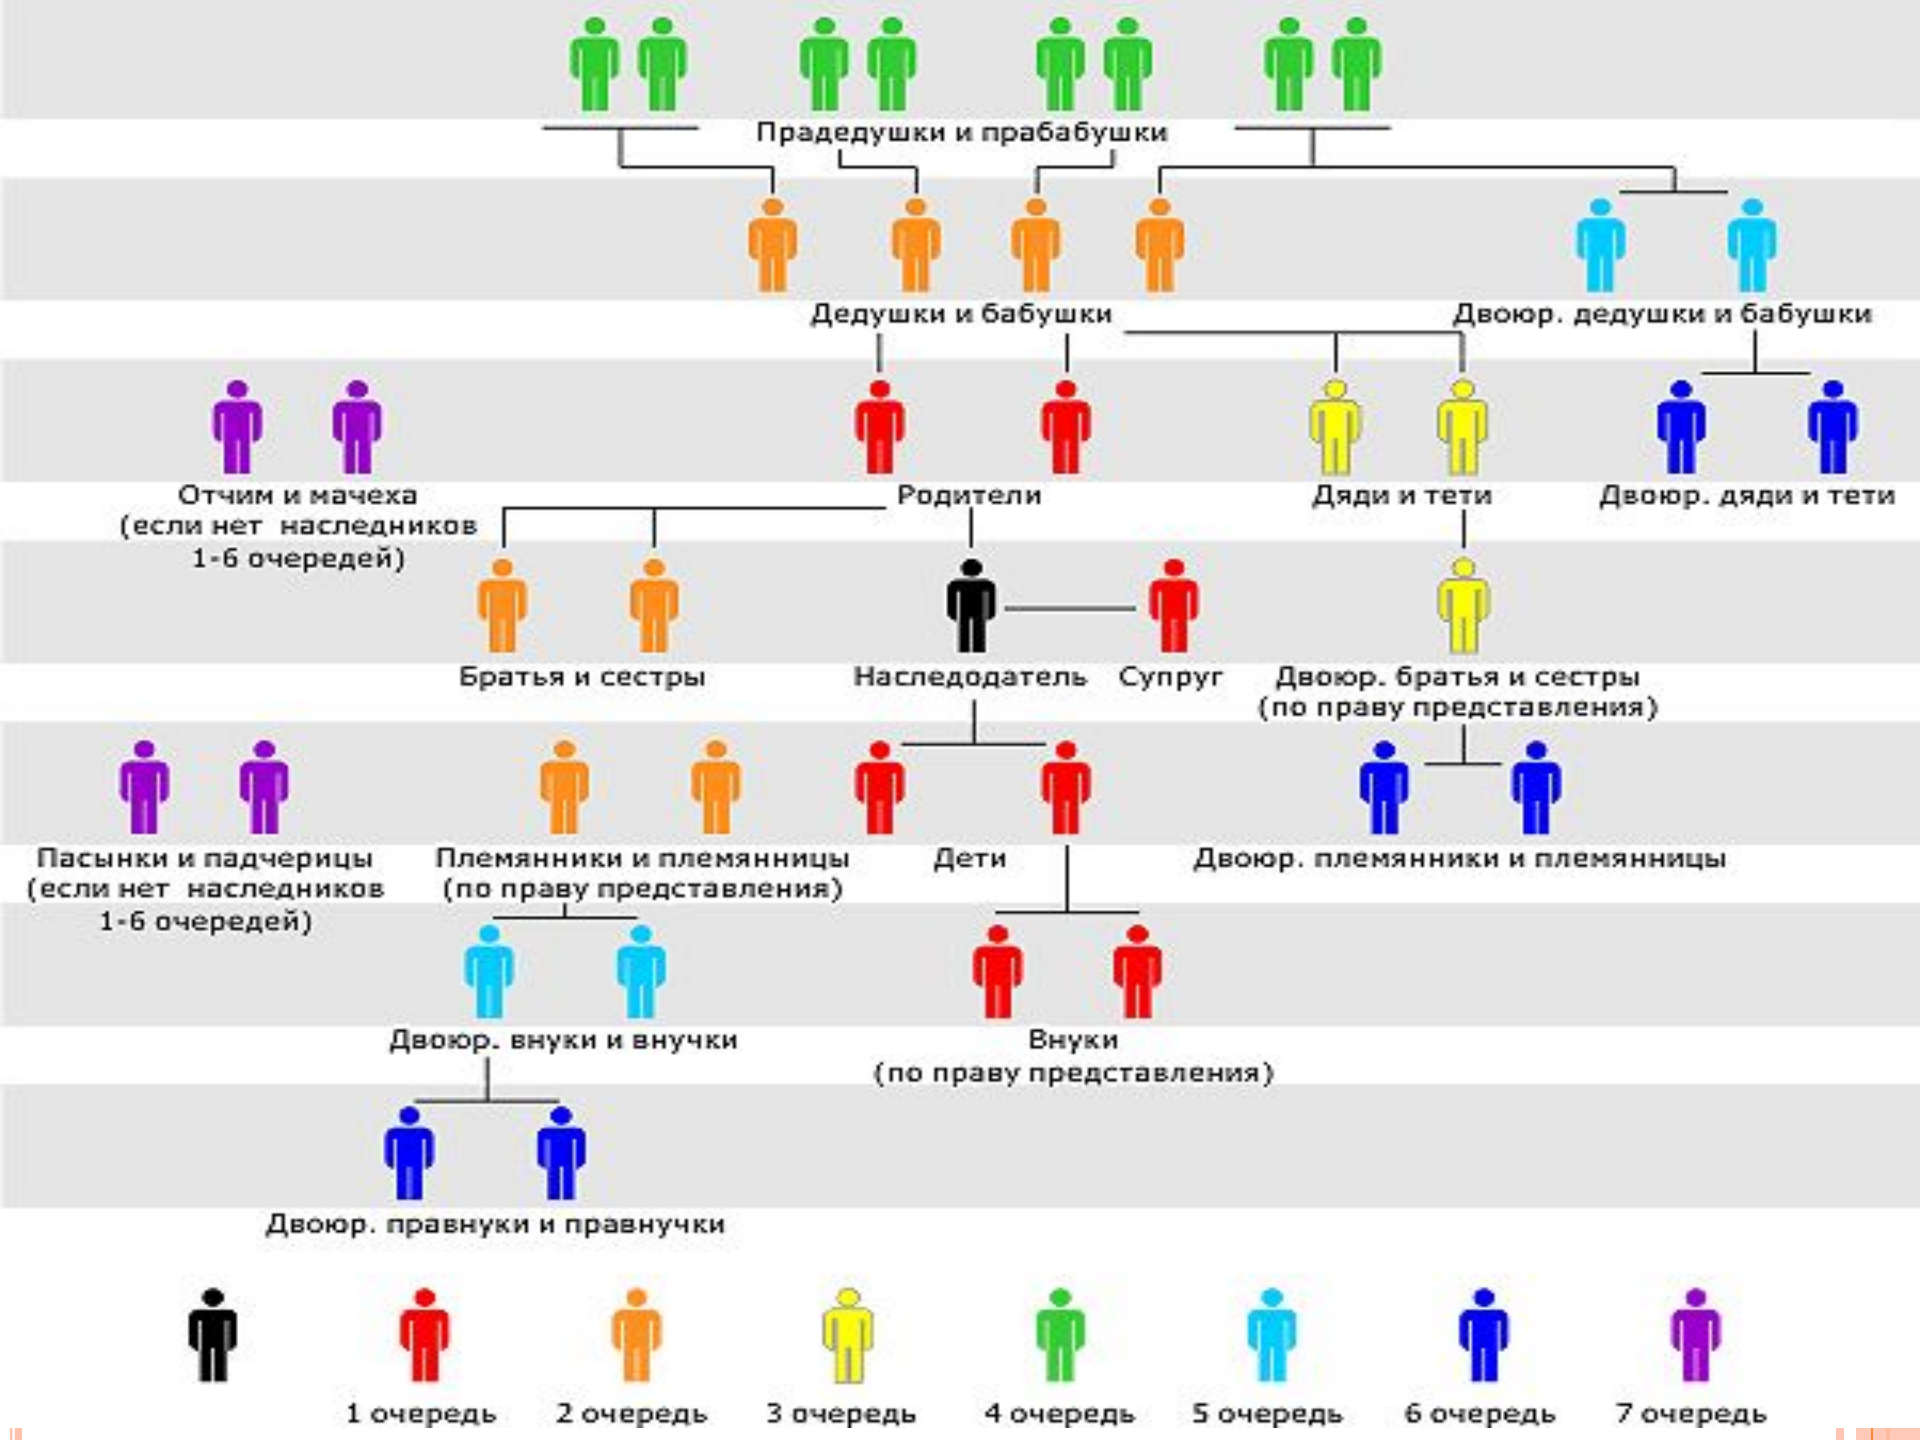 Прадедушки и прабабушки
Дедушки и бабушки
Двоюр. дедушки и бабушки
Отчим и мачеха
(если нет наследников
1-6 очередей)
Родители
Дяди и тети
Двоюр. дяди и тети
Братья и сестры
Наследодатель
Супруг
Двоюр. братья и сестры
(по праву представления)
Пасынки и падчерицы
(если нет наследников
1-6 очередей)
Племянники и племянницы
(по праву представления)
Дети
Двоюр. племянники и племянницы
Двоюр. внуки и внучки
Внуки
(по праву представления)
Двоюр. правнуки и правнучки
1 очередь
2 очередь
3 очередь
4 очередь
5 очередь
6 очередь
7 очередь